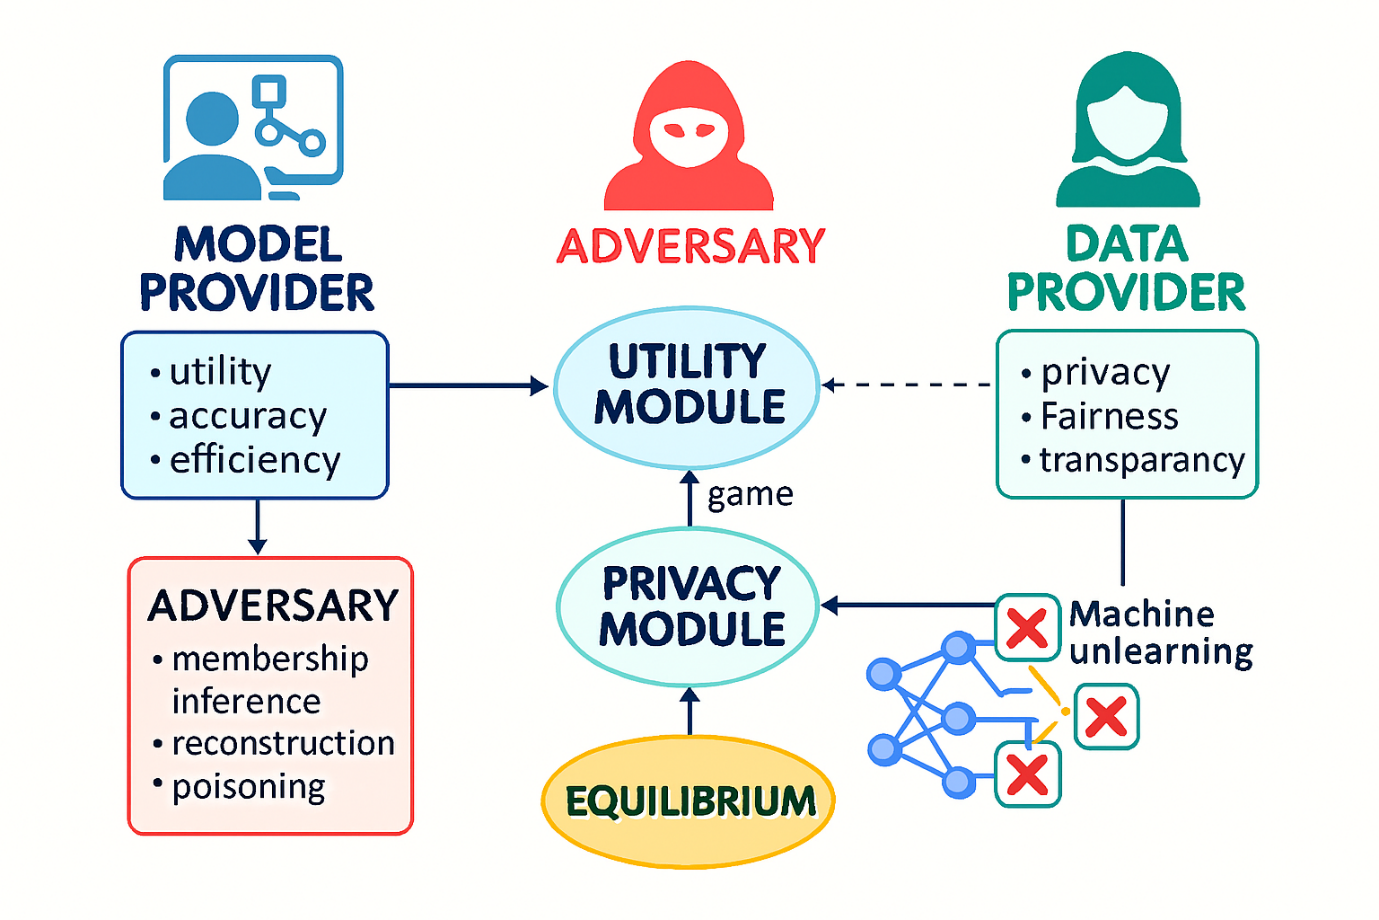 MODEL
PROVIDER
• utility
• accuracy
• efficiency
ADVERSARY
• membership
inference
• reconstruction
• poisoning
ADVERSARY
UTILITY
MODULE
game
PRIVACY
MODULE
EQUILIBRIUM
DATA
PROVIDER
• privacy
• Fairness
• transparancy
Machine
unlearning